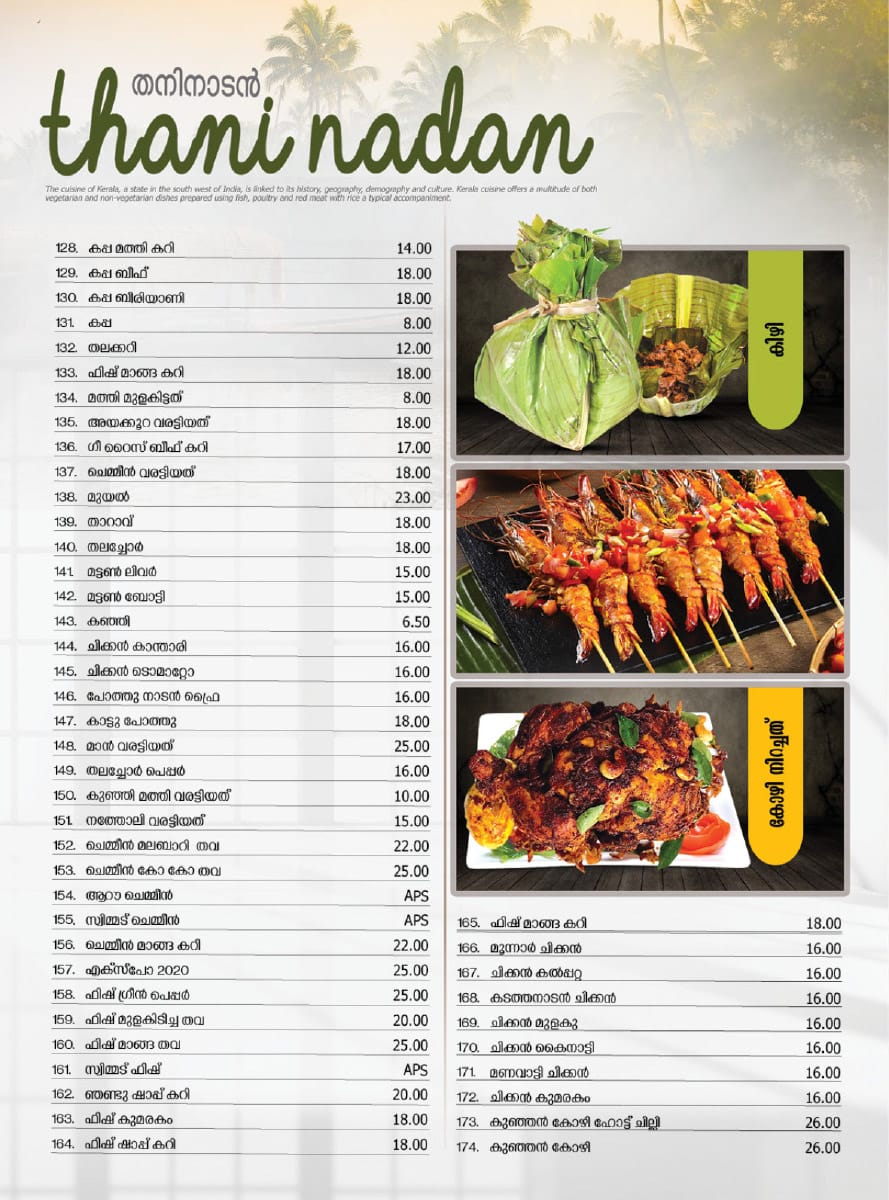 തനിനാടൻ
thani nadan
The cuisine of Kerala, a state in the south west of India, is linked to its history, geography, demography and culture. Kerala cuisine offers a multitude of both
vegetarian and non-vegetarian dishes prepared using fish, poultry and red meat with rice a typical accompaniment.
128. കപ്പ മത്തി കറി 14.00
129. കപ്പ ബീഫ് 18.00
130. കപ്പ ബിരിയാണി 18.00
131. കപ്പ 8.00
132. തലക്കറി 12.00
133. ഫിഷ് മാങ്ങ കറി 18.00
134. മത്തി മുളകിട്ടത് 8.00
135. അയക്കൂറ വരട്ടിയത് 18.00
136. ഗീ റൈസ് ബീഫ് കറി 17.00
137. ചെമ്മീൻ വരട്ടിയത് 18.00
138. മുയൽ 23.00
139. താറാവ് 18.00
140. തലച്ചോർ 18.00
141. മട്ടൺ ലിവർ 15.00
142. മട്ടൺ ബോട്ടി 15.00
143. കഞ്ഞി 6.50
144. ചിക്കൻ കാന്താരി 16.00
145. ചിക്കൻ ടൊമാറ്റോ 16.00
146. പോത്തു നാടൻ ഫ്രൈ 16.00
147. കാട്ടു പോത്തു 18.00
148. മാൻ വരട്ടിയത് 25.00
149. തലച്ചോർ പെപ്പർ 16.00
150. കുഞ്ഞി മത്തി വരട്ടിയത് 10.00
151. നത്തോലി വരട്ടിയത് 15.00
152. ചെമ്മീൻ മലബാറി തവ 22.00
153. ചെമ്മീൻ കോ കോ തവ 25.00
154. ആറൗ ചെമ്മീൻ APS
155. സ്വിമ്മട് ചെമ്മീൻ APS
156. ചെമ്മീൻ മാങ്ങ കറി 22.00
157. എക്സ്പോ 2020 25.00
158. ഫിഷ് ഗ്രീൻ പെപ്പർ 25.00
159. ഫിഷ് മുളകിടിച്ച തവ 20.00
160. ഫിഷ് മാങ്ങ തവ 25.00
161. സ്വിമ്മട് ഫിഷ് APS
162. ഞണ്ടു ഷാപ്പ് കറി 20.00
163. ഫിഷ് കുമരകം 18.00
164. ഫിഷ് ഷാപ്പ് കറി 18.00
കിഴി
കോഴി നിറച്ചത്
165. ഫിഷ് മാങ്ങ കറി 18.00
166. മൂന്നാർ ചിക്കൻ 16.00
167. ചിക്കൻ കൽപ്പറ്റ 16.00
168. കടത്തനാടൻ ചിക്കൻ 16.00
169. ചിക്കൻ മുളകു 16.00
170. ചിക്കൻ കൈനാട്ടി 16.00
171. മണവാട്ടി ചിക്കൻ 16.00
172. ചിക്കൻ കുമരകം 16.00
173. കുഞ്ഞൻ കോഴി ഹോട്ട് ചില്ലി 26.00
174. കുഞ്ഞൻ കോഴി 26.00